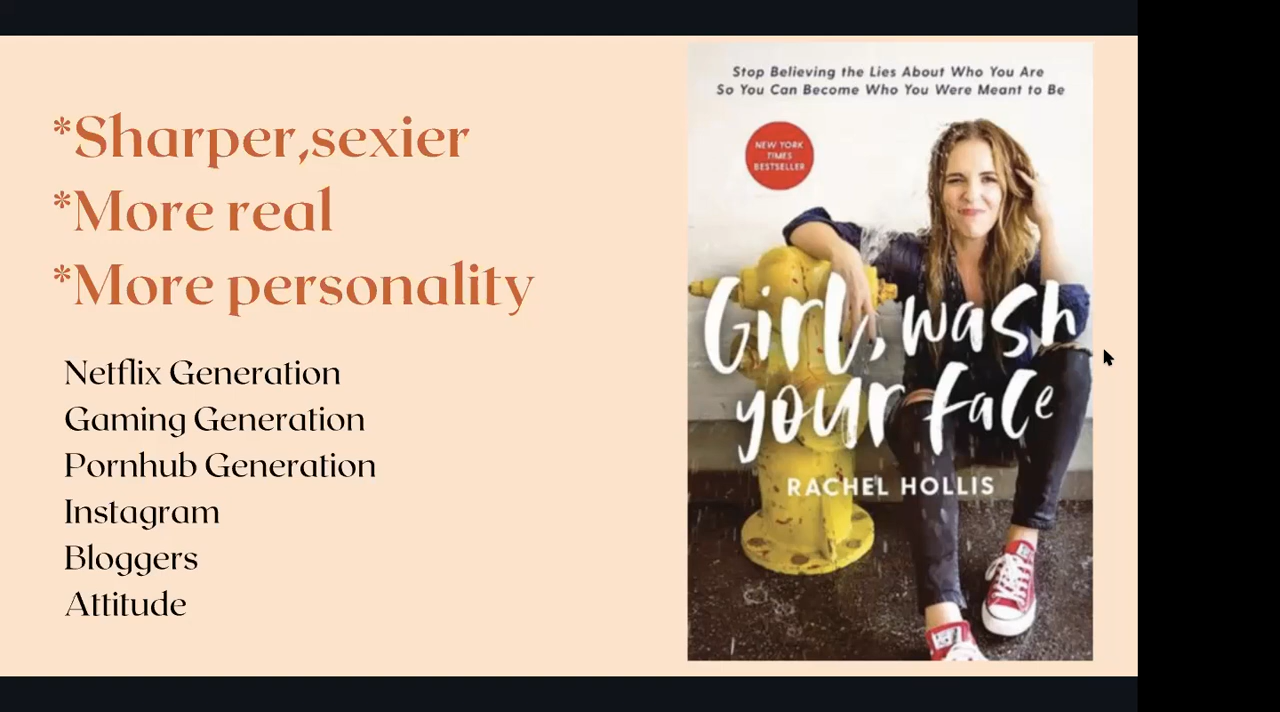 *Sharper,sexier
*More real
*More personality
Netflix Generation
Gaming Generation
Pornhub Generation
Instagram
Bloggers
Attitude
Stop Believing the Lies About Who You Are
So You Can Become Who You Were Meant to Be
NEW YORK
TIMES
BESTSELLER
Girl, wash
your face
RACHEL HOLLIS